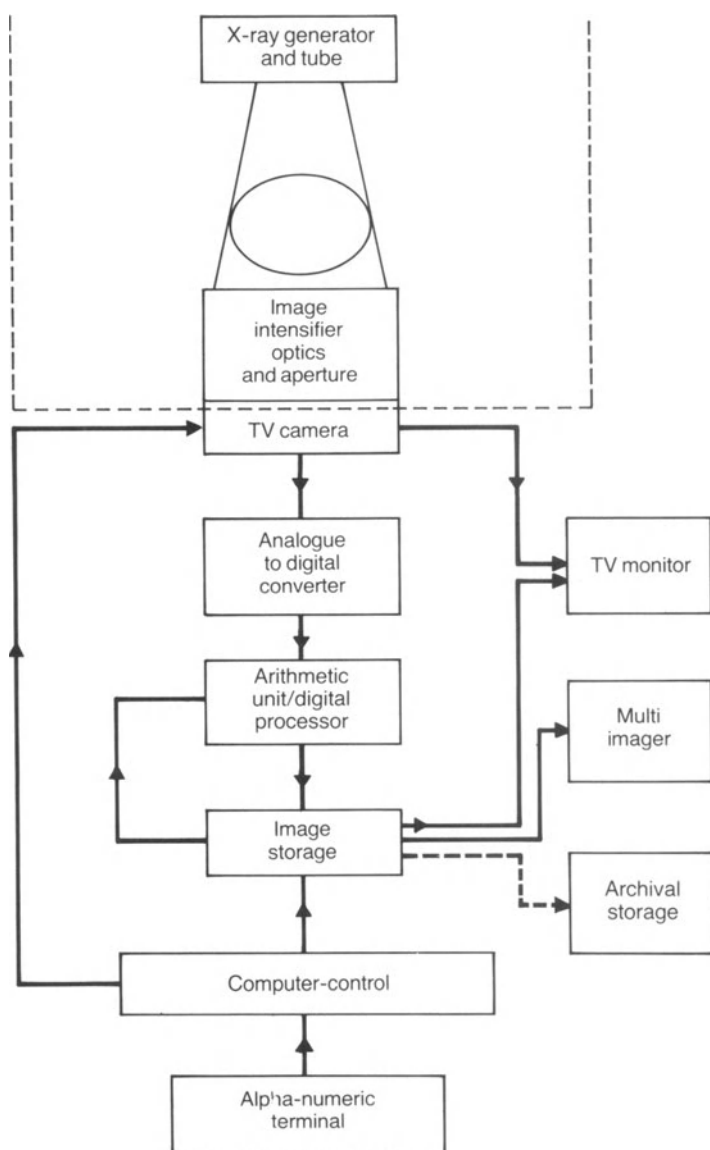 X-ray generator
and tube
Image
intensifier
optics
and aperture
TV camera
Analogue
to digital
converter
TV monitor
Arithmetic
unit/digital
processor
Multi
imager
Image
storage
Archival
storage
Computer-control
Alpha-numeric
terminal